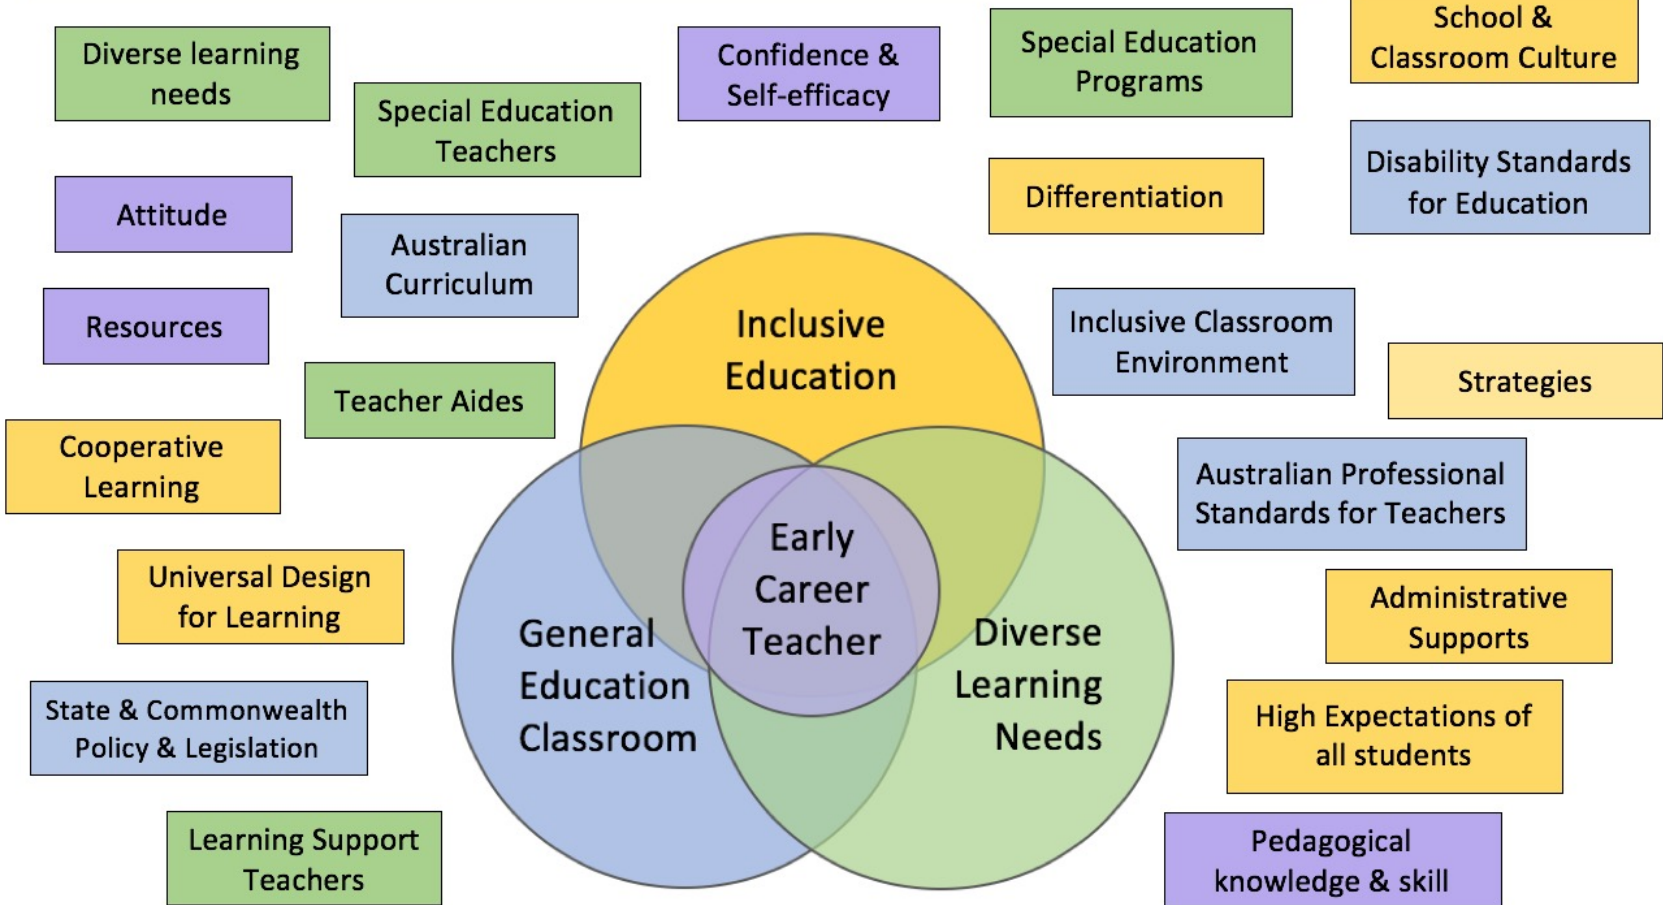 Diverse learning
needs
Special Education
Teachers
Confidence &
Self-efficacy
Special Education
Programs
School &
Classroom Culture
Attitude
Australian
Curriculum
Differentiation
Disability Standards
for Education
Resources
Teacher Aides
Inclusive
Education
Inclusive Classroom
Environment
Strategies
Cooperative
Learning
Australian Professional
Standards for Teachers
Universal Design
for Learning
Early
Career
Teacher
General
Education
Classroom
Diverse
Learning
Needs
Administrative
Supports
State & Commonwealth
Policy & Legislation
High Expectations of
all students
Learning Support
Teachers
Pedagogical
knowledge & skill